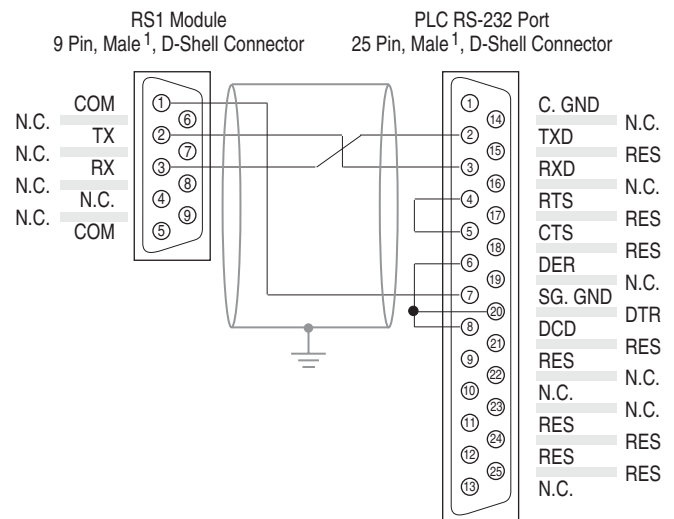 RS1 Module
9 Pin, Male 1, D-Shell Connector
PLC RS-232 Port
25 Pin, Male 1, D-Shell Connector
COM
N.C.
TX
N.C.
RX
N.C.
N.C.
N.C.
COM
1
6
2
7
3
8
4
9
5
1
14
2
15
3
16
4
17
5
18
6
19
7
20
8
21
9
22
10
23
11
24
12
25
13
C. GND
N.C.
TXD
RES
RXD
N.C.
RTS
RES
CTS
RES
DER
N.C.
SG. GND
DTR
DCD
RES
RES
N.C.
N.C.
N.C.
RES
RES
RES
RES
N.C.